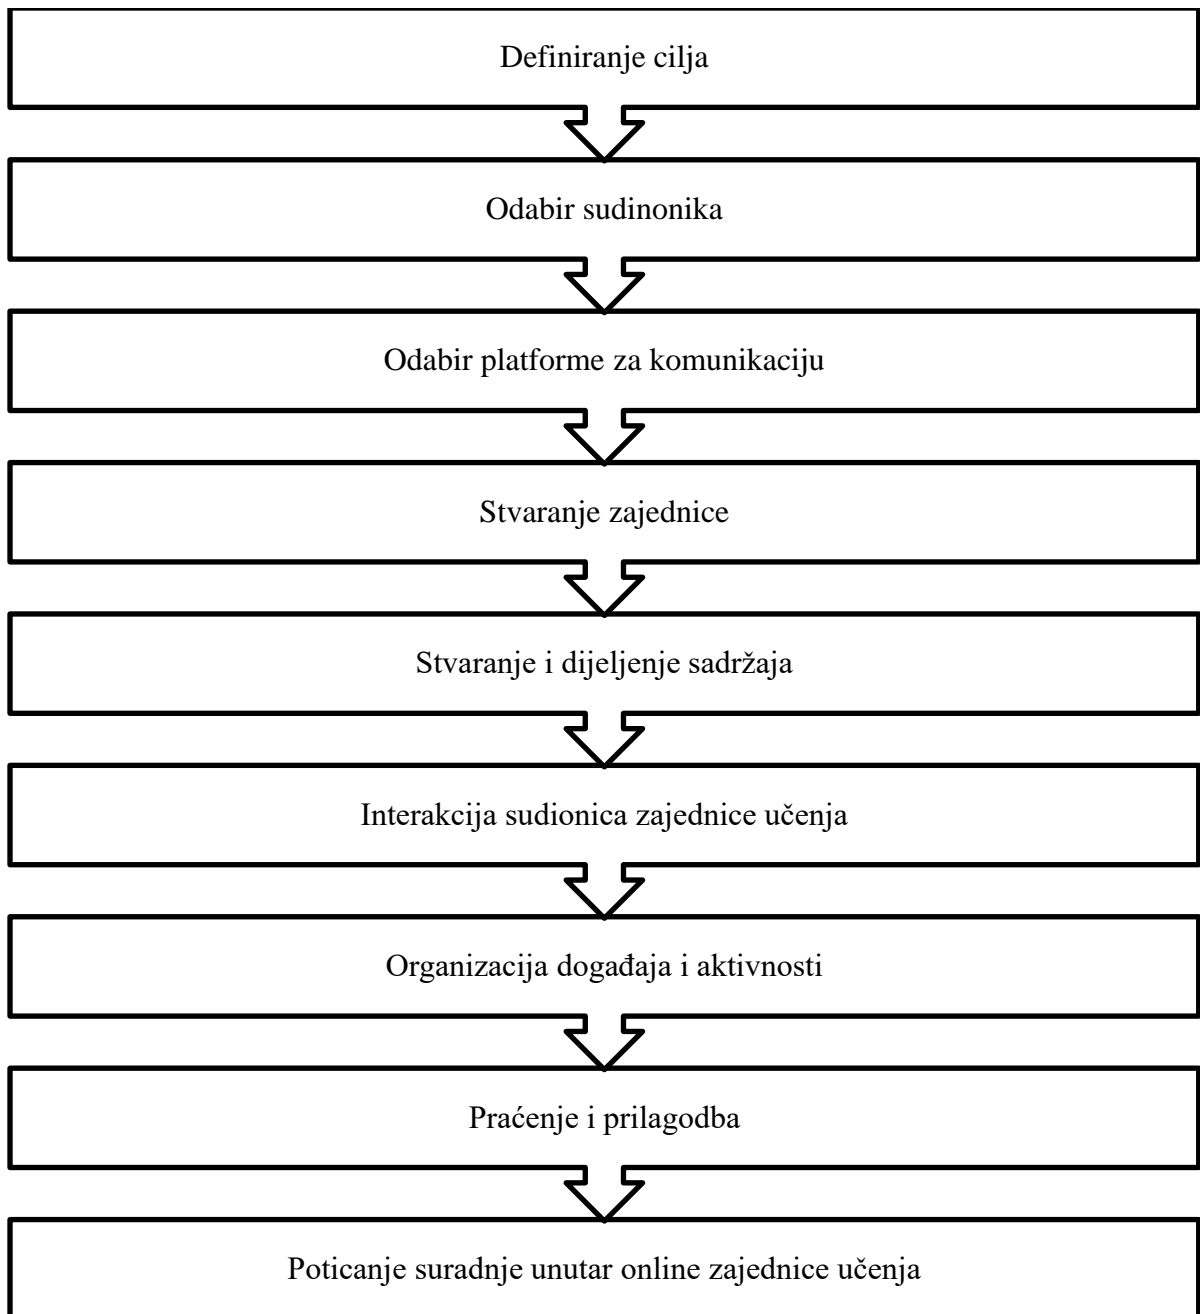 Definiranje cilja
Odabir sudinonika
Odabir platforme za komunikaciju
Stvaranje zajednice
Stvaranje i dijeljenje sadržaja
Interakcija sudionica zajednice učenja
Organizacija događaja i aktivnosti
Praćenje i prilagodba
Poticanje suradnje unutar online zajednice učenja